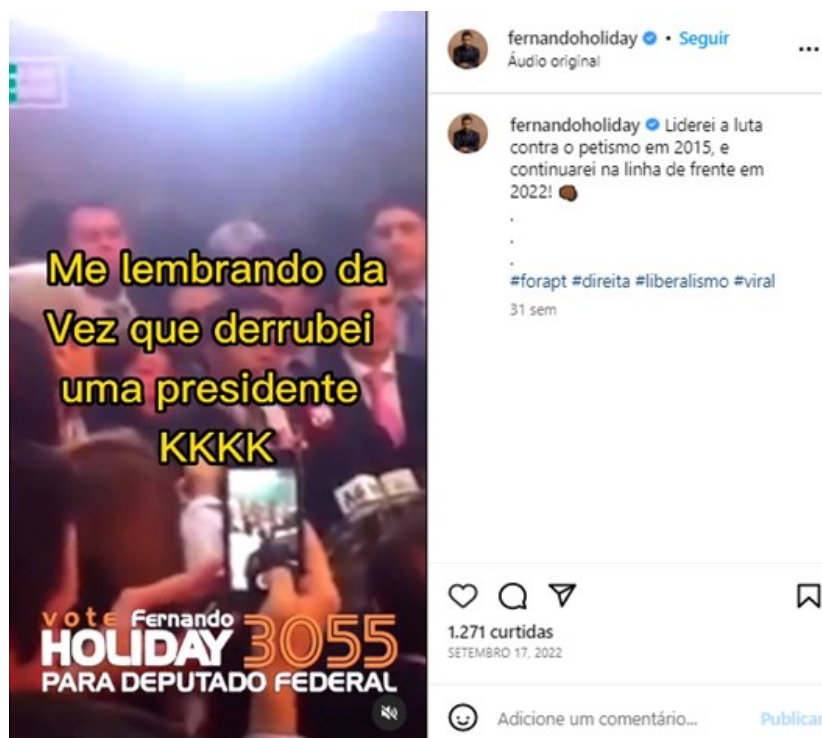 Me lembrando da
Vez que derrubei
uma presidente
KKKK
vote Fernando
HOLIDAY 3055
PARA DEPUTADO FEDERAL
fernandoholiday • Seguir
Áudio original
fernandoholiday Liderei a luta
contra o petismo em 2015, e
continuarei na linha de frente em
2022!
.
.
.
#forapt #direita #liberalismo #viral
31 sem
1.271 curtidas
SETEMBRO 17, 2022
Adicione um comentário... Publicar